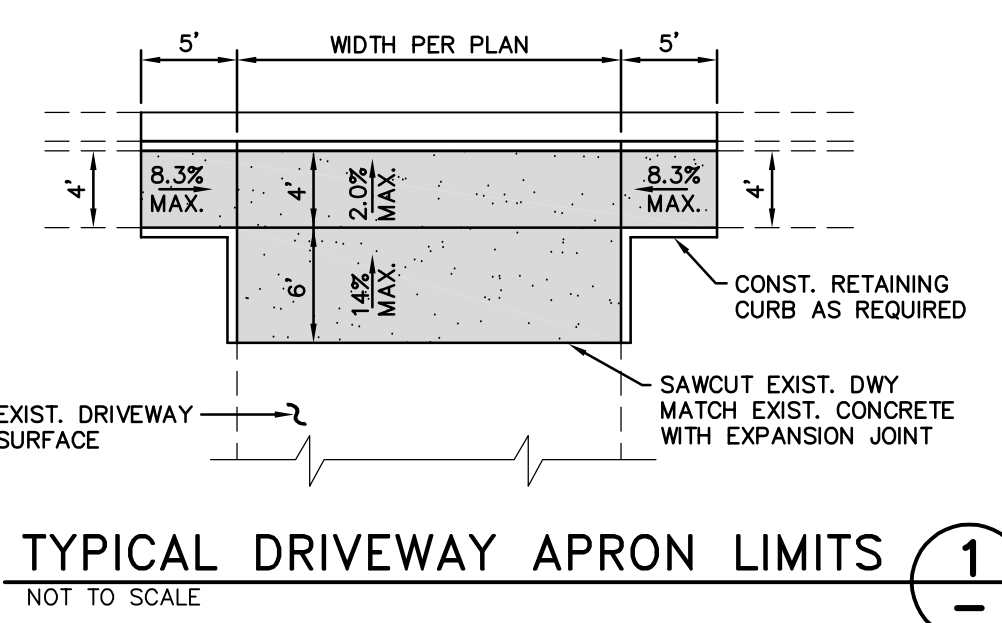 5' WIDTH PER PLAN 5'
4' 8.3% 4' 2.0% 8.3% 4'
MAX. MAX. MAX.
6' 14%
MAX.
CONST. RETAINING
CURB AS REQUIRED
SAWCUT EXIST. DWY
MATCH EXIST. CONCRETE
WITH EXPANSION JOINT
EXIST. DRIVEWAY
SURFACE
TYPICAL DRIVEWAY APRON LIMITS
NOT TO SCALE
1
–